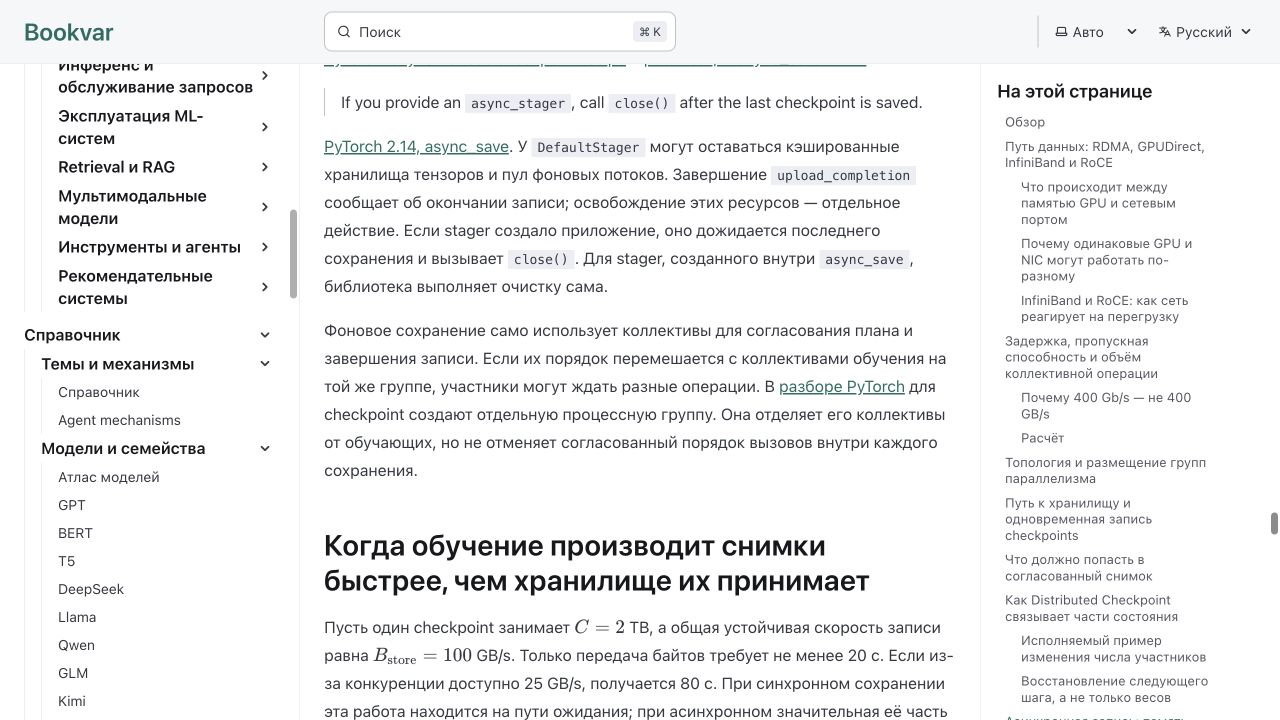 Bookvar
Поиск
⌘ K
Авто
Русский
Инференс и
обслуживание запросов
Эксплуатация ML-
систем
Retrieval и RAG
Мультимодальные
модели
Инструменты и агенты
Рекомендательные
системы
Справочник
Темы и механизмы
Справочник
Agent mechanisms
Модели и семейства
Атлас моделей
GPT
BERT
T5
DeepSeek
Llama
Qwen
GLM
Kimi
If you provide an async_stager, call close() after the last checkpoint is saved.
PyTorch 2.14, async_save. У DefaultStager могут оставаться кэшированные
хранилища тензоров и пул фоновых потоков. Завершение upload_completion
сообщает об окончании записи; освобождение этих ресурсов — отдельное
действие. Если stager создало приложение, оно дожидается последнего
сохранения и вызывает close(). Для stager, созданного внутри async_save,
библиотека выполняет очистку сама.
Фоновое сохранение само использует коллективы для согласования плана и
завершения записи. Если их порядок перемешается с коллективами обучения на
той же группе, участники могут ждать разные операции. В разборе PyTorch для
checkpoint создают отдельную процессную группу. Она отделяет его коллективы
от обучающих, но не отменяет согласованный порядок вызовов внутри каждого
сохранения.
Когда обучение производит снимки
быстрее, чем хранилище их принимает
Пусть один checkpoint занимает C = 2 TB, а общая устойчивая скорость записи
равна B_store = 100 GB/s. Только передача байтов требует не менее 20 с. Если из-
за конкуренции доступно 25 GB/s, получается 80 с. При синхронном сохранении
эта работа находится на пути ожидания; при асинхронном значительная её часть
На этой странице
Обзор
Путь данных: RDMA, GPUDirect,
InfiniBand и RoCE
Что происходит между
памятью GPU и сетевым
портом
Почему одинаковые GPU и
NIC могут работать по-
разному
InfiniBand и RoCE: как сеть
реагирует на перегрузку
Задержка, пропускная
способность и объём
коллективной операции
Почему 400 Gb/s — не 400
GB/s
Расчёт
Топология и размещение групп
параллелизма
Путь к хранилищу и
одновременная запись
checkpoints
Что должно попасть в
согласованный снимок
Как Distributed Checkpoint
связывает части состояния
Исполняемый пример
изменения числа участников
Восстановление следующего
шага, а не только весов